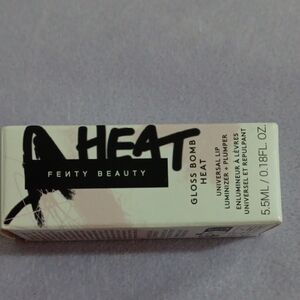 HEAT
FENTY BEAUTY
GLOSS BOMB
HEAT
UNIVERSAL LIP
LUMINIZER + PLUMPER
ENLUMINEUR À LÈVRES
UNIVERSEL ET REPULPANT
5.5ML / 0.18FL. OZ.